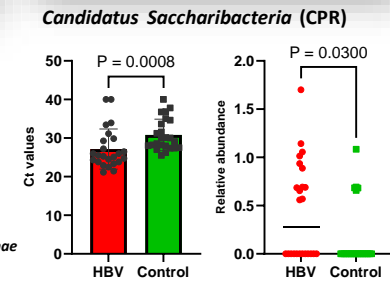 Candidatus Saccharibacteria (CPR)
P = 0.0008
50
40
30
20
10
0
Ct values
HBV Control
P = 0.0300
2.0
1.5
1.0
0.5
0.0
Relative abundance
HBV Control
nae